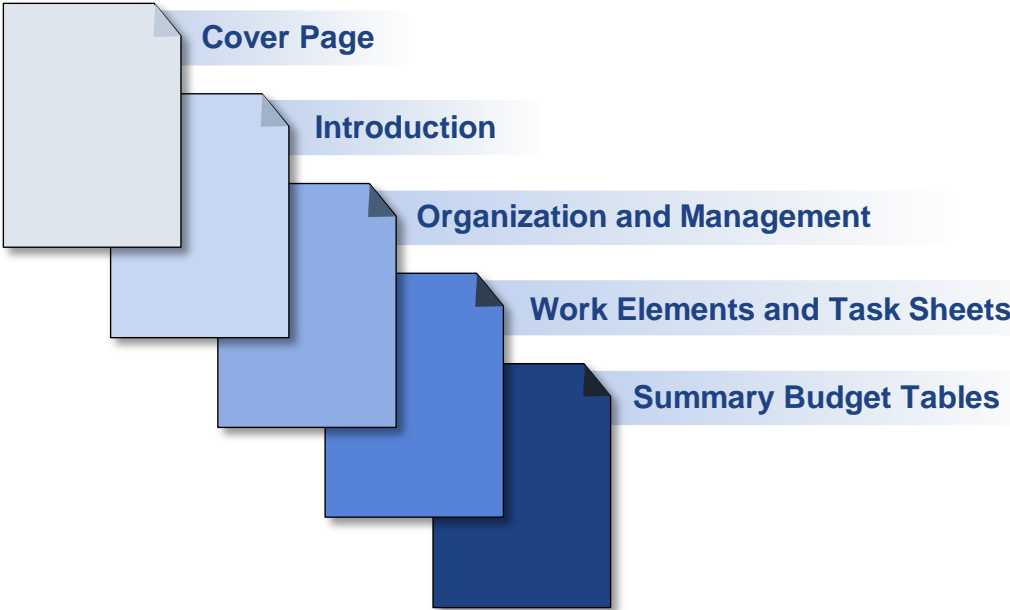 Cover Page
Introduction
Organization and Management
Work Elements and Task Sheets
Summary Budget Tables